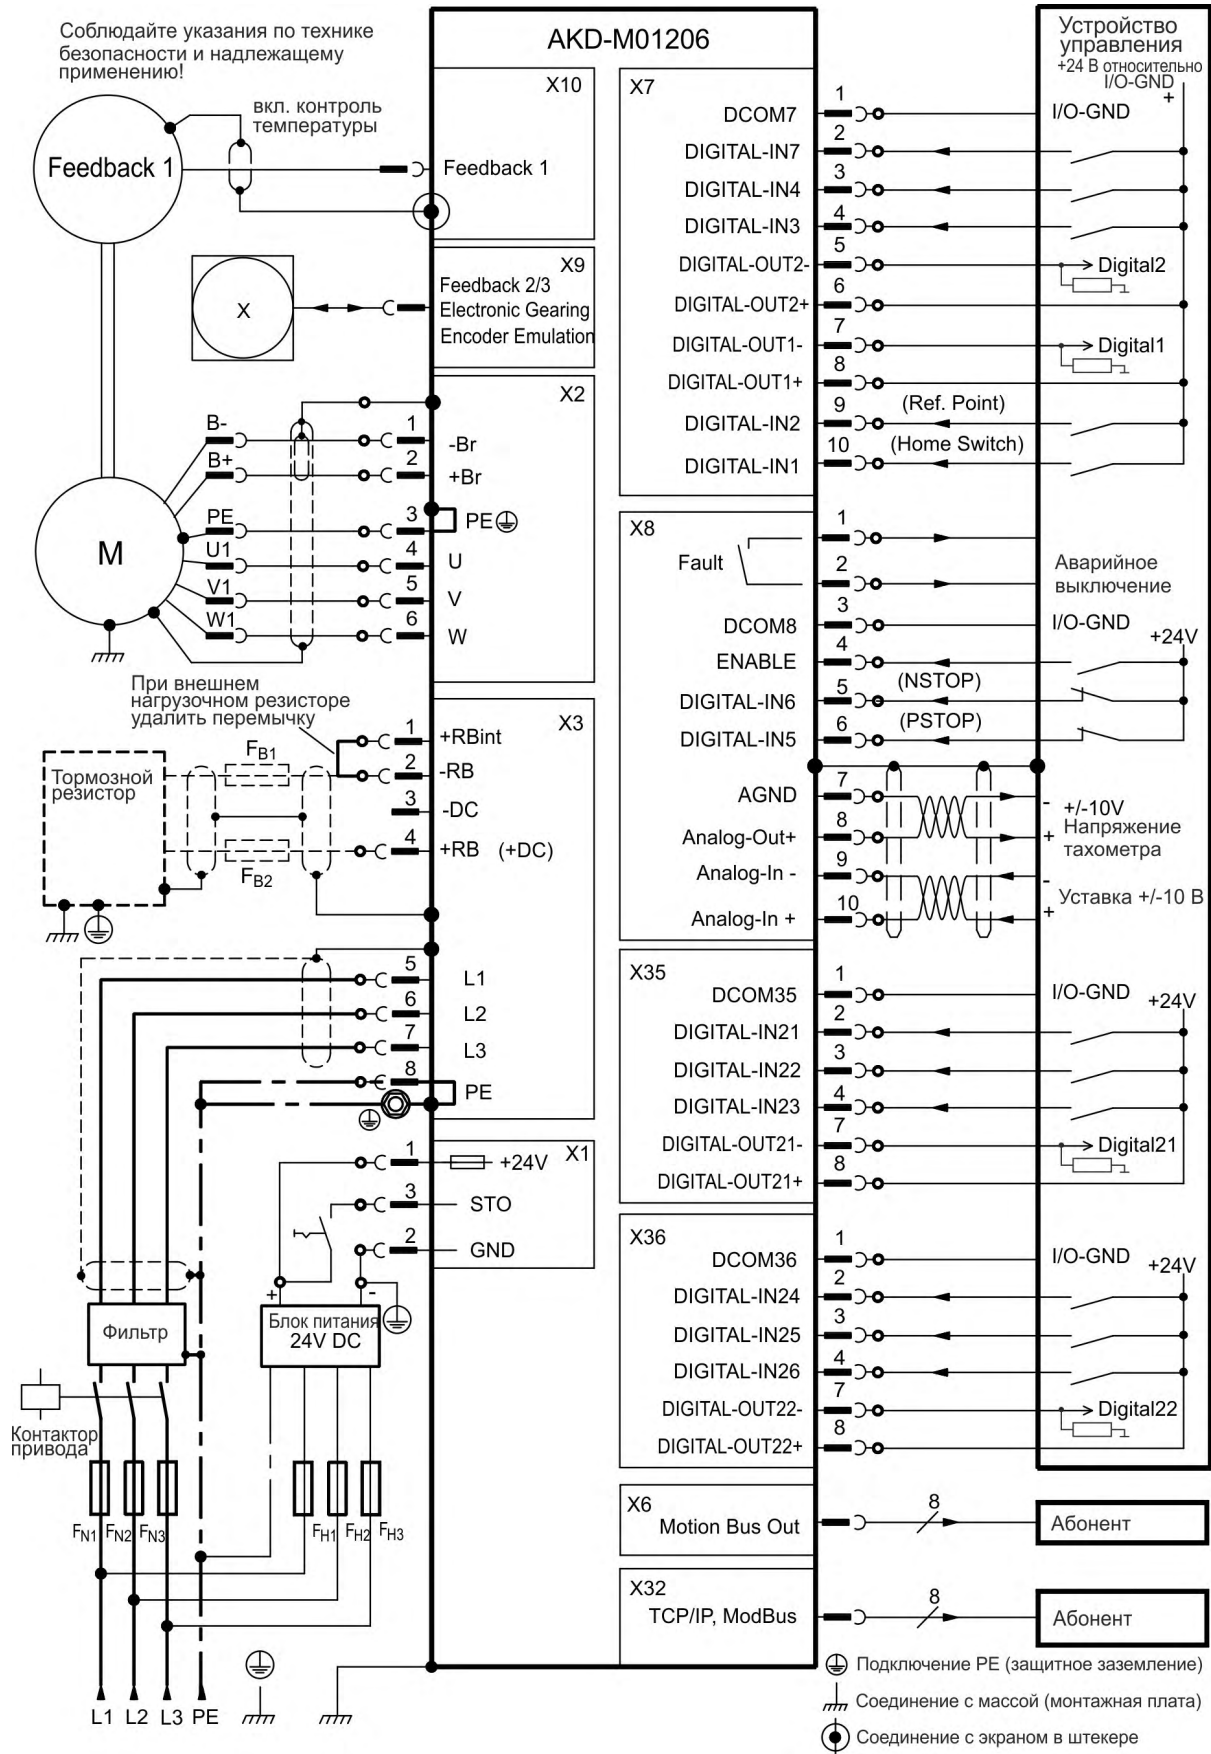 Соблюдайте указания по технике
безопасности и надлежащему
применению!
вкл. контроль
температуры
Feedback 1
AKD-M01206
X10
Feedback 1
X9
Feedback 2/3
Electronic Gearing
Encoder Emulation
X
X2
B-
1
-Br
B+
2
+Br
PE
3
PE
U1
4
U
V1
5
V
W1
6
W
M
При внешнем
нагрузочном резисторе
удалить перемычку
X3
1
+RBint
2
-RB
3
-DC
4
+RB (+DC)
Тормозной
резистор
FB1
FB2
5
L1
6
L2
7
L3
8
PE
X1
1
+24V
3
STO
2
GND
+
-
Фильтр
Блок питания
24V DC
Контактор
привода
FN1
FN2
FN3
FH1
FH2
FH3
L1
L2
L3
PE
X7
DCOM7
1
DIGITAL-IN7
2
DIGITAL-IN4
3
DIGITAL-IN3
4
DIGITAL-OUT2-
5
DIGITAL-OUT2+
6
DIGITAL-OUT1-
7
DIGITAL-OUT1+
8
DIGITAL-IN2
9
(Ref. Point)
DIGITAL-IN1
10
(Home Switch)
Устройство
управления
+24 В относительно
I/O-GND
+
I/O-GND
Digital2
Digital1
X8
Fault
1
2
Аварийное
выключение
DCOM8
3
I/O-GND
+24V
ENABLE
4
DIGITAL-IN6
5
(NSTOP)
DIGITAL-IN5
6
(PSTOP)
AGND
7
-
+/-10V
Analog-Out+
8
+
Напряжение
тахометра
Analog-In -
9
-
Analog-In +
10
+
Уставка +/-10 В
X35
DCOM35
1
I/O-GND
+24V
DIGITAL-IN21
2
DIGITAL-IN22
3
DIGITAL-IN23
4
DIGITAL-OUT21-
7
Digital21
DIGITAL-OUT21+
8
X36
DCOM36
1
I/O-GND
+24V
DIGITAL-IN24
2
DIGITAL-IN25
3
DIGITAL-IN26
4
DIGITAL-OUT22-
7
Digital22
DIGITAL-OUT22+
8
X6
Motion Bus Out
8
Абонент
X32
TCP/IP, ModBus
8
Абонент
Подключение PE (защитное заземление)
Соединение с массой (монтажная плата)
Соединение с экраном в штекере